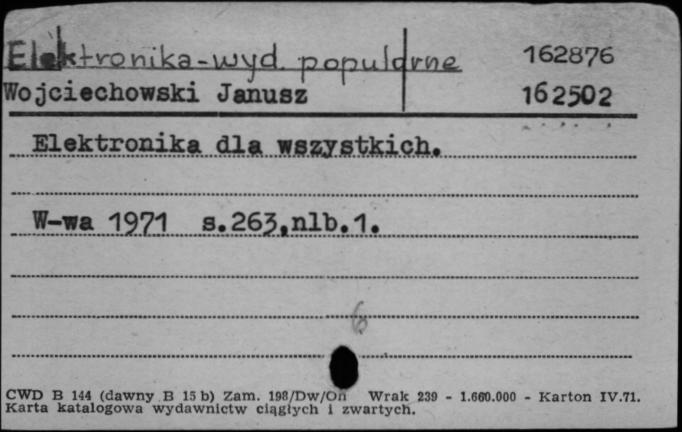 Elektronika-wyd. popularne 162876
Wojciechowski Janusz 162502
Elektronika dla wszystkich.
W-wa 1971 s.263,nlb.1.
6
CWD B 144 (dawny B 15 b) Zam. 198/Dw/On Wrak 239 - 1.660.000 - Karton IV.71.
Karta katalogowa wydawnictw ciągłych i zwartych.